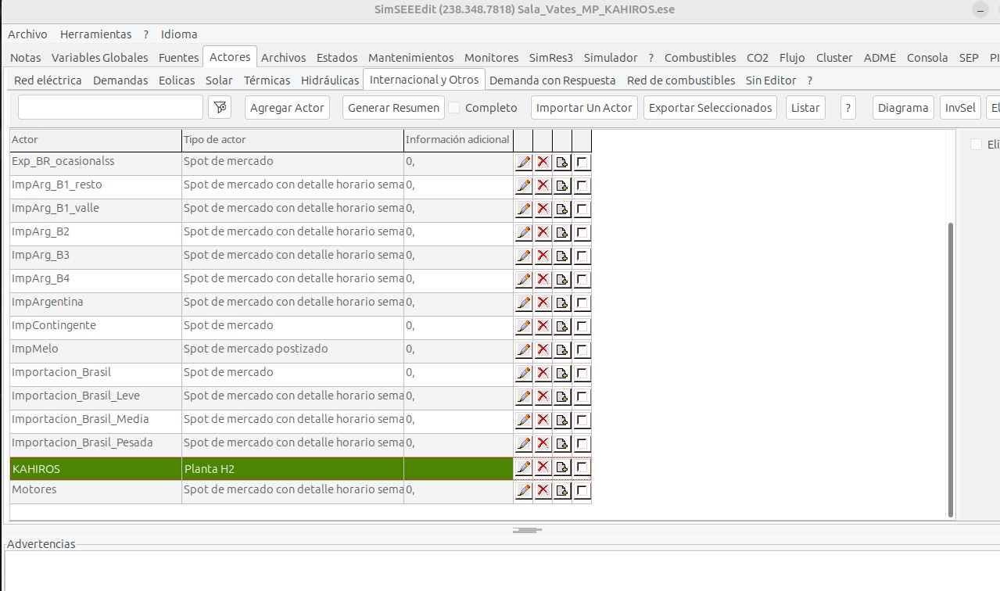 SimSEEEdit (238.348.7818) Sala_Vates_MP_KAHIROS.ese
Archivo Herramientas ? Idioma
Notas Variables Globales Fuentes Actores Archivos Estados Mantenimientos Monitores SimRes3 Simulador ? Combustibles CO2 Flujo Cluster ADME Consola SEP
Red eléctrica Demandas Eolicas Solar Térmicas Hidráulicas Internacional y Otros Demanda con Respuesta Red de combustibles Sin Editor ?
Agregar Actor Generar Resumen Completo Importar Un Actor Exportar Seleccionados Listar ? Diagrama InvSel
Actor Tipo de actor Información adicional
Exp_BR_ocasionalss Spot de mercado 0,
ImpArg_B1_resto Spot de mercado con detalle horario sema 0,
ImpArg_B1_valle Spot de mercado con detalle horario sema 0,
ImpArg_B2 Spot de mercado con detalle horario sema 0,
ImpArg_B3 Spot de mercado con detalle horario sema 0,
ImpArg_B4 Spot de mercado con detalle horario sema 0,
ImpArgentina Spot de mercado con detalle horario sema 0,
ImpContingente Spot de mercado 0,
ImpMelo Spot de mercado postizado 0,
Importacion_Brasil Spot de mercado 0,
Importacion_Brasil_Leve Spot de mercado con detalle horario sema 0,
Importacion_Brasil_Media Spot de mercado con detalle horario sema 0,
Importacion_Brasil_Pesada Spot de mercado con detalle horario sema 0,
KAHIROS Planta H2
Motores Spot de mercado con detalle horario sema 0,
Advertencias